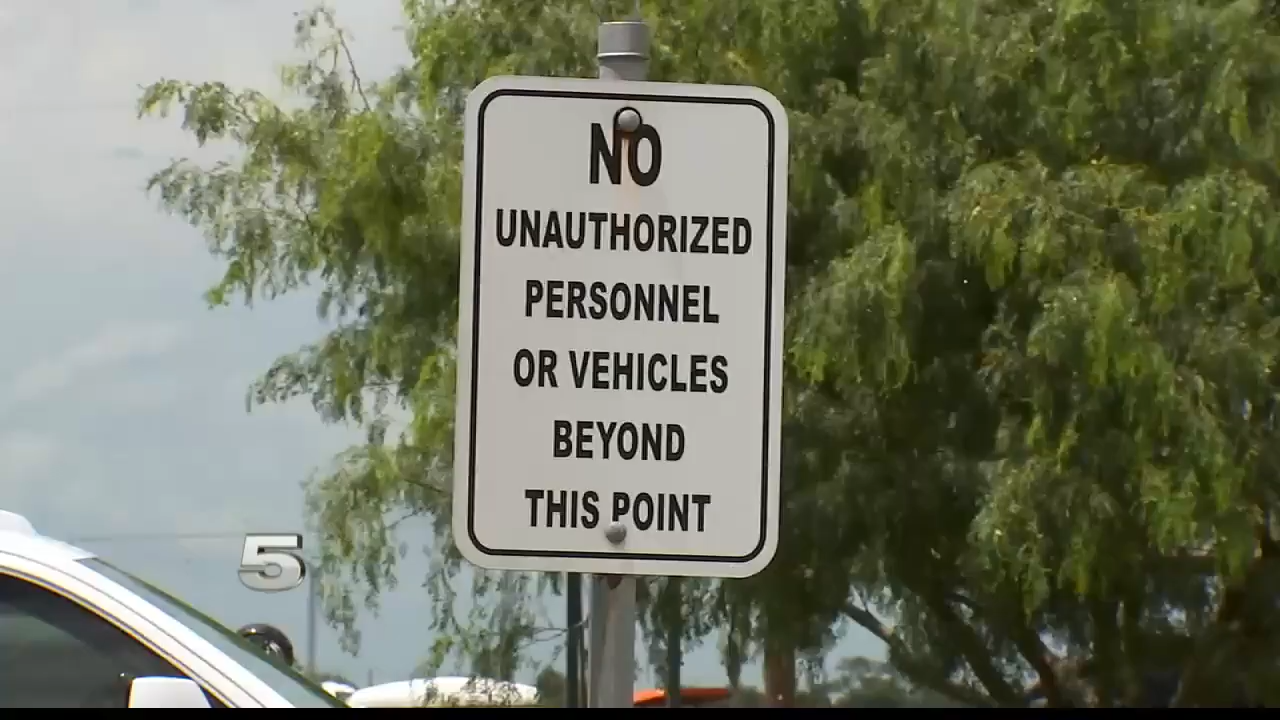 NO
UNAUTHORIZED
PERSONNEL
OR VEHICLES
BEYOND
THIS POINT
5